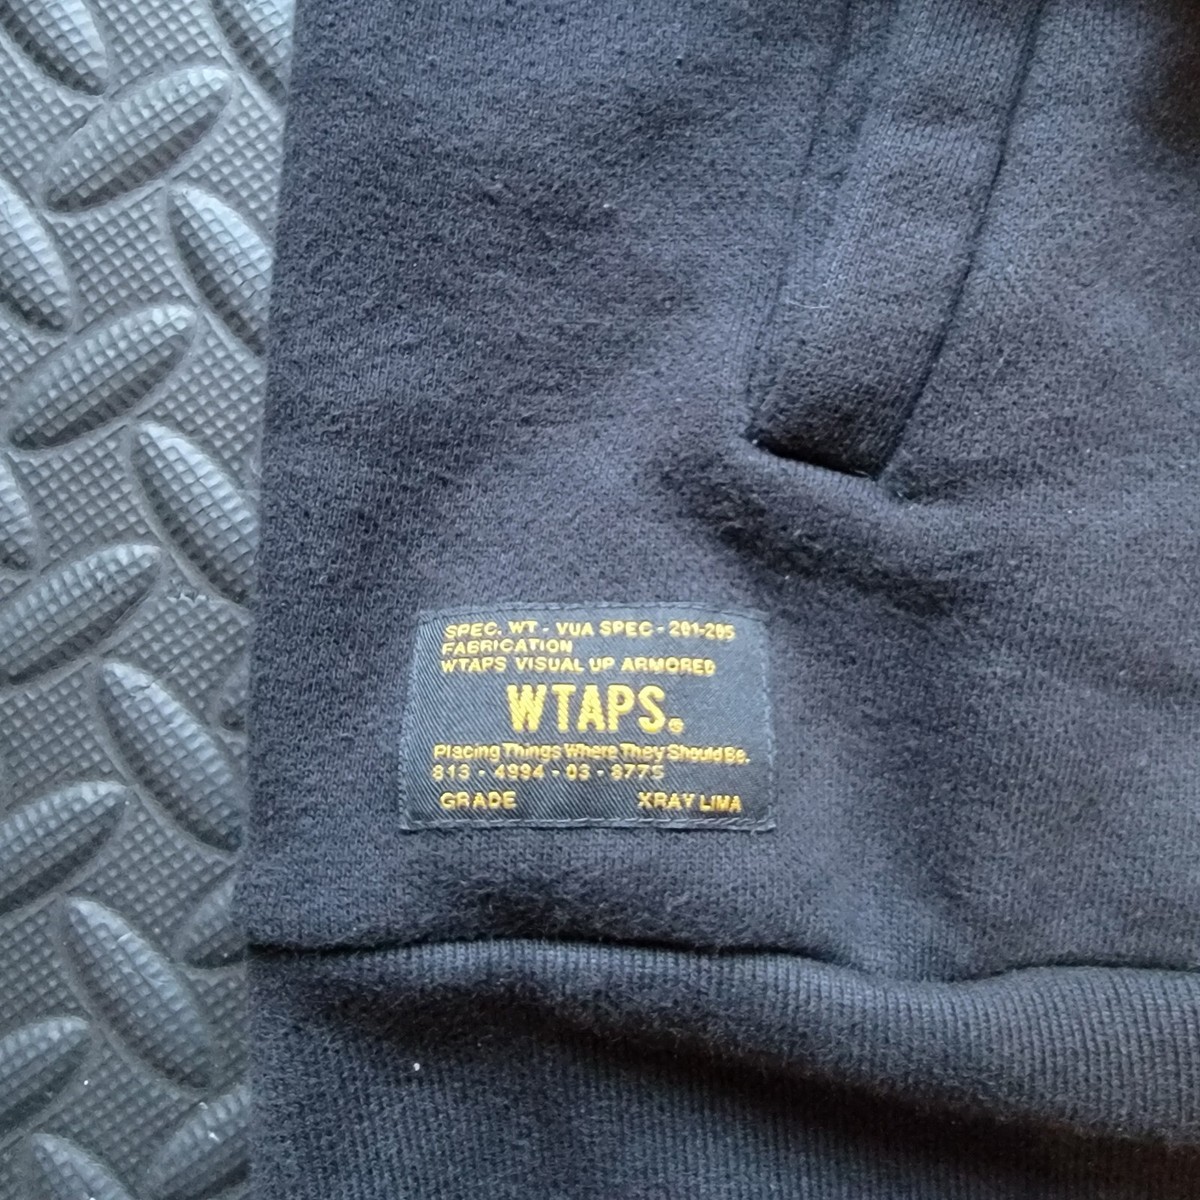 SPEC. WT - VUA SPEC - 201-205
FABRICATION
WTAPS VISUAL UP ARMORED
WTAPS®
Placing Things Where They Should Be.
813 - 4994 - 03 - 8775
GRADE XRAY LIMA